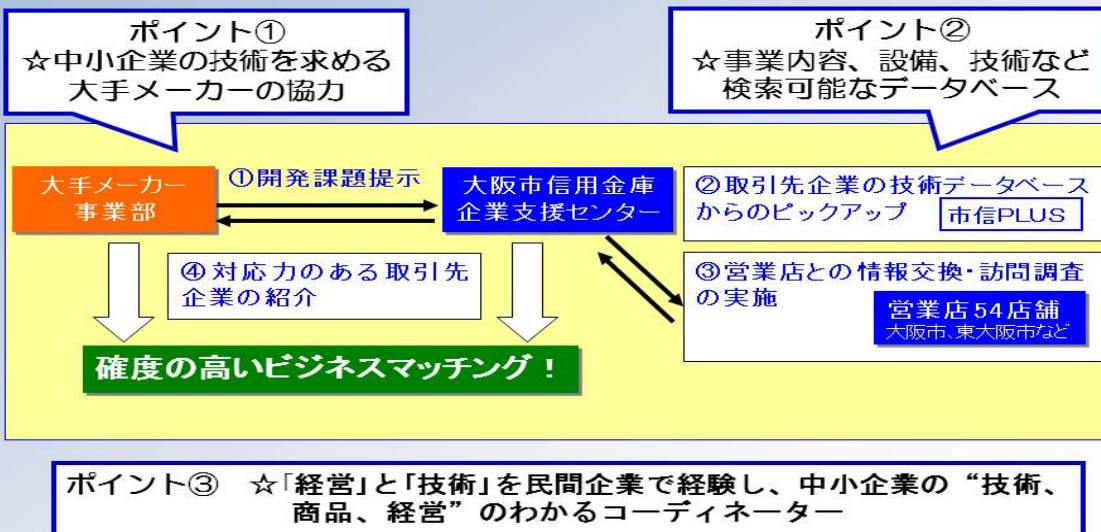 ポイント①
☆中小企業の技術を求める
大手メーカーの協力
ポイント②
☆事業内容、設備、技術など
検索可能なデータベース
大手メーカー
事業部
①開発課題提示
大阪市信用金庫
企業支援センター
②取引先企業の技術データベース
からのピックアップ
市信PLUS
④対応力のある取引先
企業の紹介
③営業店との情報交換・訪問調査
の実施
営業店54店舗
大阪市、東大阪市など
確度の高いビジネスマッチング！
ポイント③ ☆「経営」と「技術」を民間企業で経験し、中小企業の“技術、
商品、経営”のわかるコーディネーター